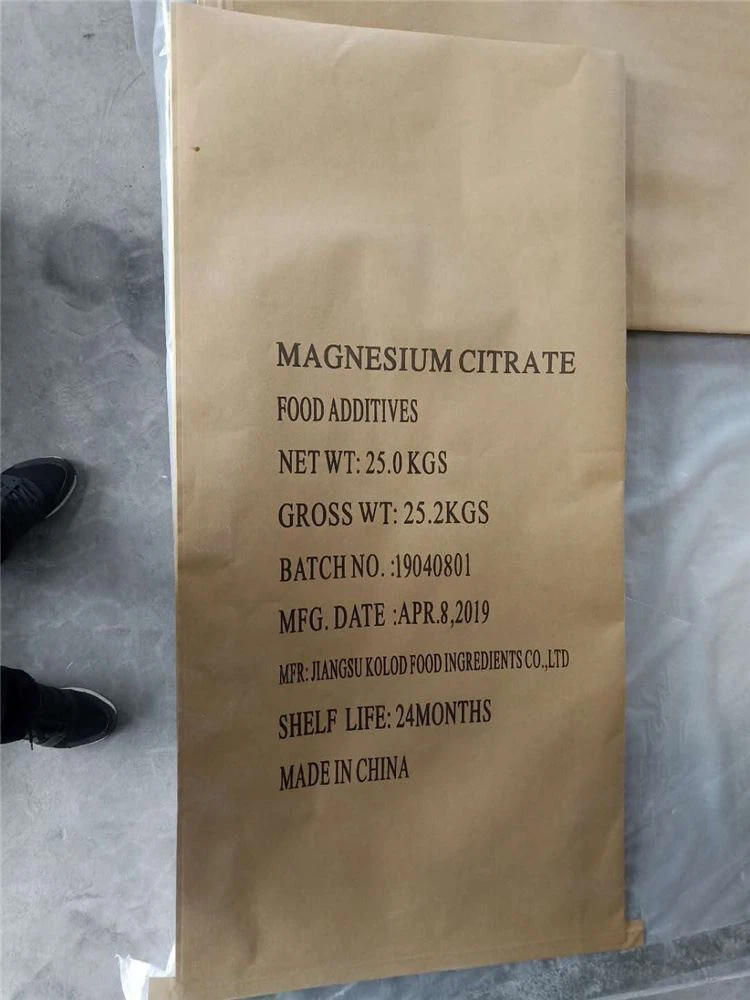 MAGNESIUM CITRATE
FOOD ADDITIVES
NET WT: 25.0 KGS
GROSS WT: 25.2KGS
BATCH NO. :19040801
MFG. DATE :APR.8,2019
MFR: JIANGSU KOLOD FOOD INGREDIENTS CO.,LTD
SHELF LIFE: 24MONTHS
MADE IN CHINA